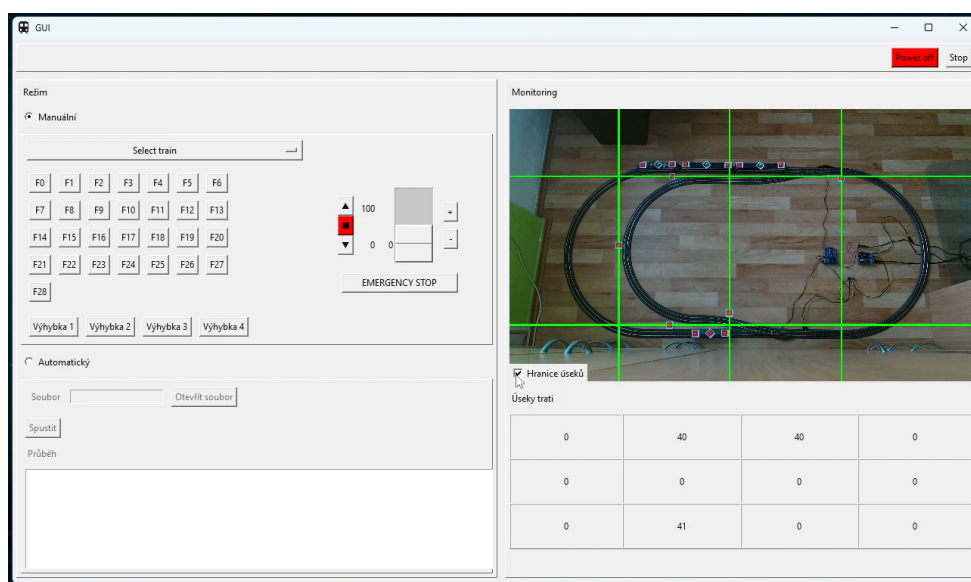 GUI
Power off Stop
Režim
Manuální
Select train
F0 F1 F2 F3 F4 F5 F6
F7 F8 F9 F10 F11 F12 F13
F14 F15 F16 F17 F18 F19 F20
F21 F22 F23 F24 F25 F26 F27
F28
100
+
0 0
-
EMERGENCY STOP
Výhybka 1 Výhybka 2 Výhybka 3 Výhybka 4
Automatický
Soubor Otevřít soubor
Spustit
Průběh
Monitoring
Hranice úseků
Úseky trati
0 40 40 0
0 0 0 0
0 41 0 0